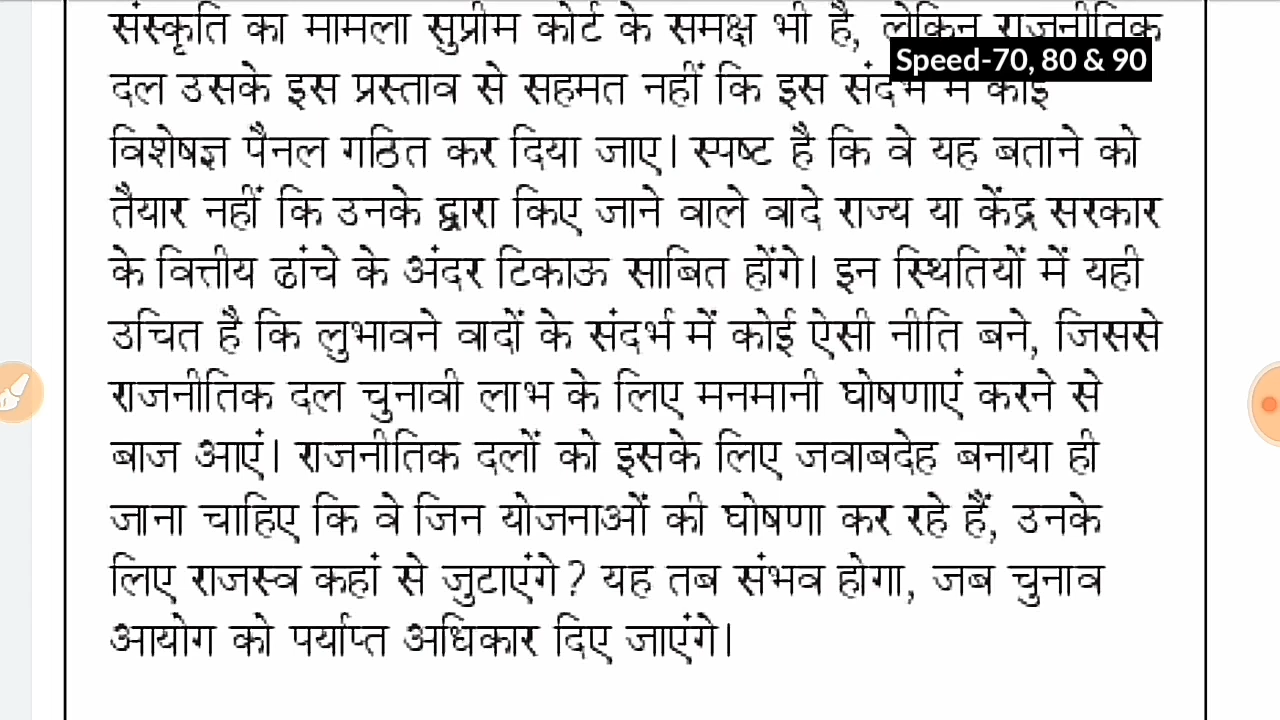 संस्कृति का मामला सुप्रीम कोर्ट के समक्ष भी है, लेकिन राजनीतिक
Speed-70, 80 & 90
दल उसके इस प्रस्ताव से सहमत नहीं कि इस संदर्भ में कोई
विशेषज्ञ पैनल गठित कर दिया जाए। स्पष्ट है कि वे यह बताने को
तैयार नहीं कि उनके द्वारा किए जाने वाले वादे राज्य या केंद्र सरकार
के वित्तीय ढांचे के अंदर टिकाऊ साबित होंगे। इन स्थितियों में यही
उचित है कि लुभावने वादों के संदर्भ में कोई ऐसी नीति बने, जिससे
राजनीतिक दल चुनावी लाभ के लिए मनमानी घोषणाएं करने से
बाज आएं। राजनीतिक दलों को इसके लिए जवाबदेह बनाया ही
जाना चाहिए कि वे जिन योजनाओं की घोषणा कर रहे हैं, उनके
लिए राजस्व कहां से जुटाएंगे? यह तब संभव होगा, जब चुनाव
आयोग को पर्याप्त अधिकार दिए जाएंगे।